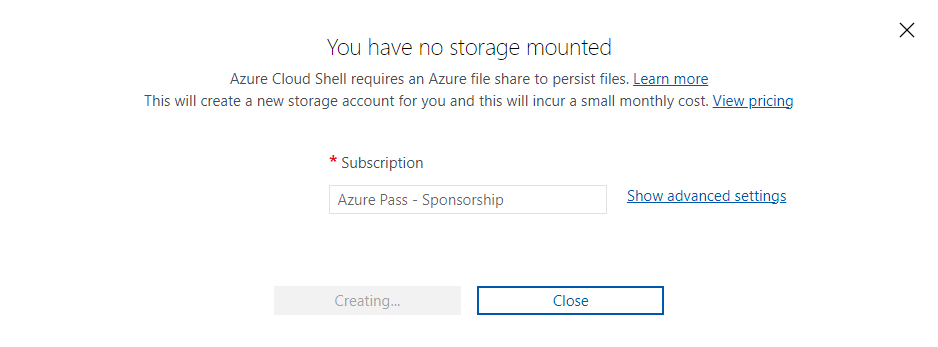 You have no storage mounted
Azure Cloud Shell requires an Azure file share to persist files. Learn more
This will create a new storage account for you and this will incur a small monthly cost. View pricing
* Subscription
Azure Pass - Sponsorship
Show advanced settings
Creating...
Close